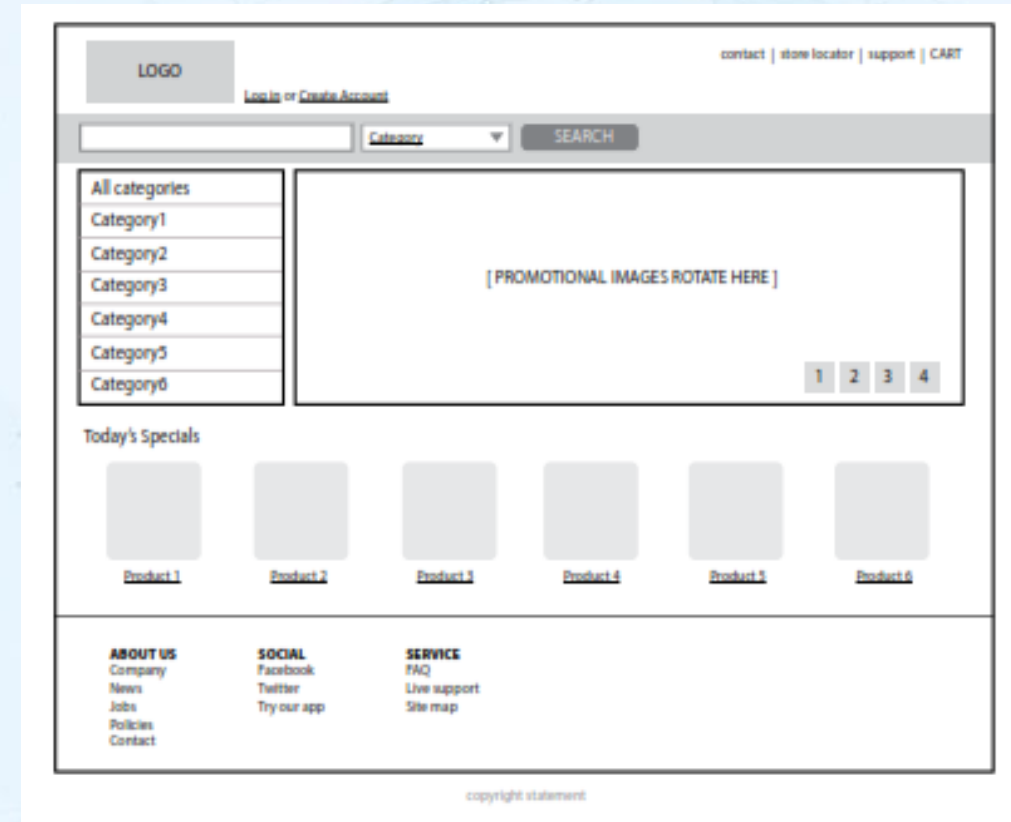 LOGO
contact | store locator | support | CART
Log in or Create Account
Category
SEARCH
All categories
Category1
Category2
Category3
Category4
Category5
Category6
[ PROMOTIONAL IMAGES ROTATE HERE ]
1 2 3 4
Today's Specials
Product 1 Product 2 Product 3 Product 4 Product 5 Product 6
ABOUT US
Company
News
Jobs
Policies
Contact
SOCIAL
Facebook
Twitter
Try our app
SERVICE
FAQ
Live support
Site map
copyright statement